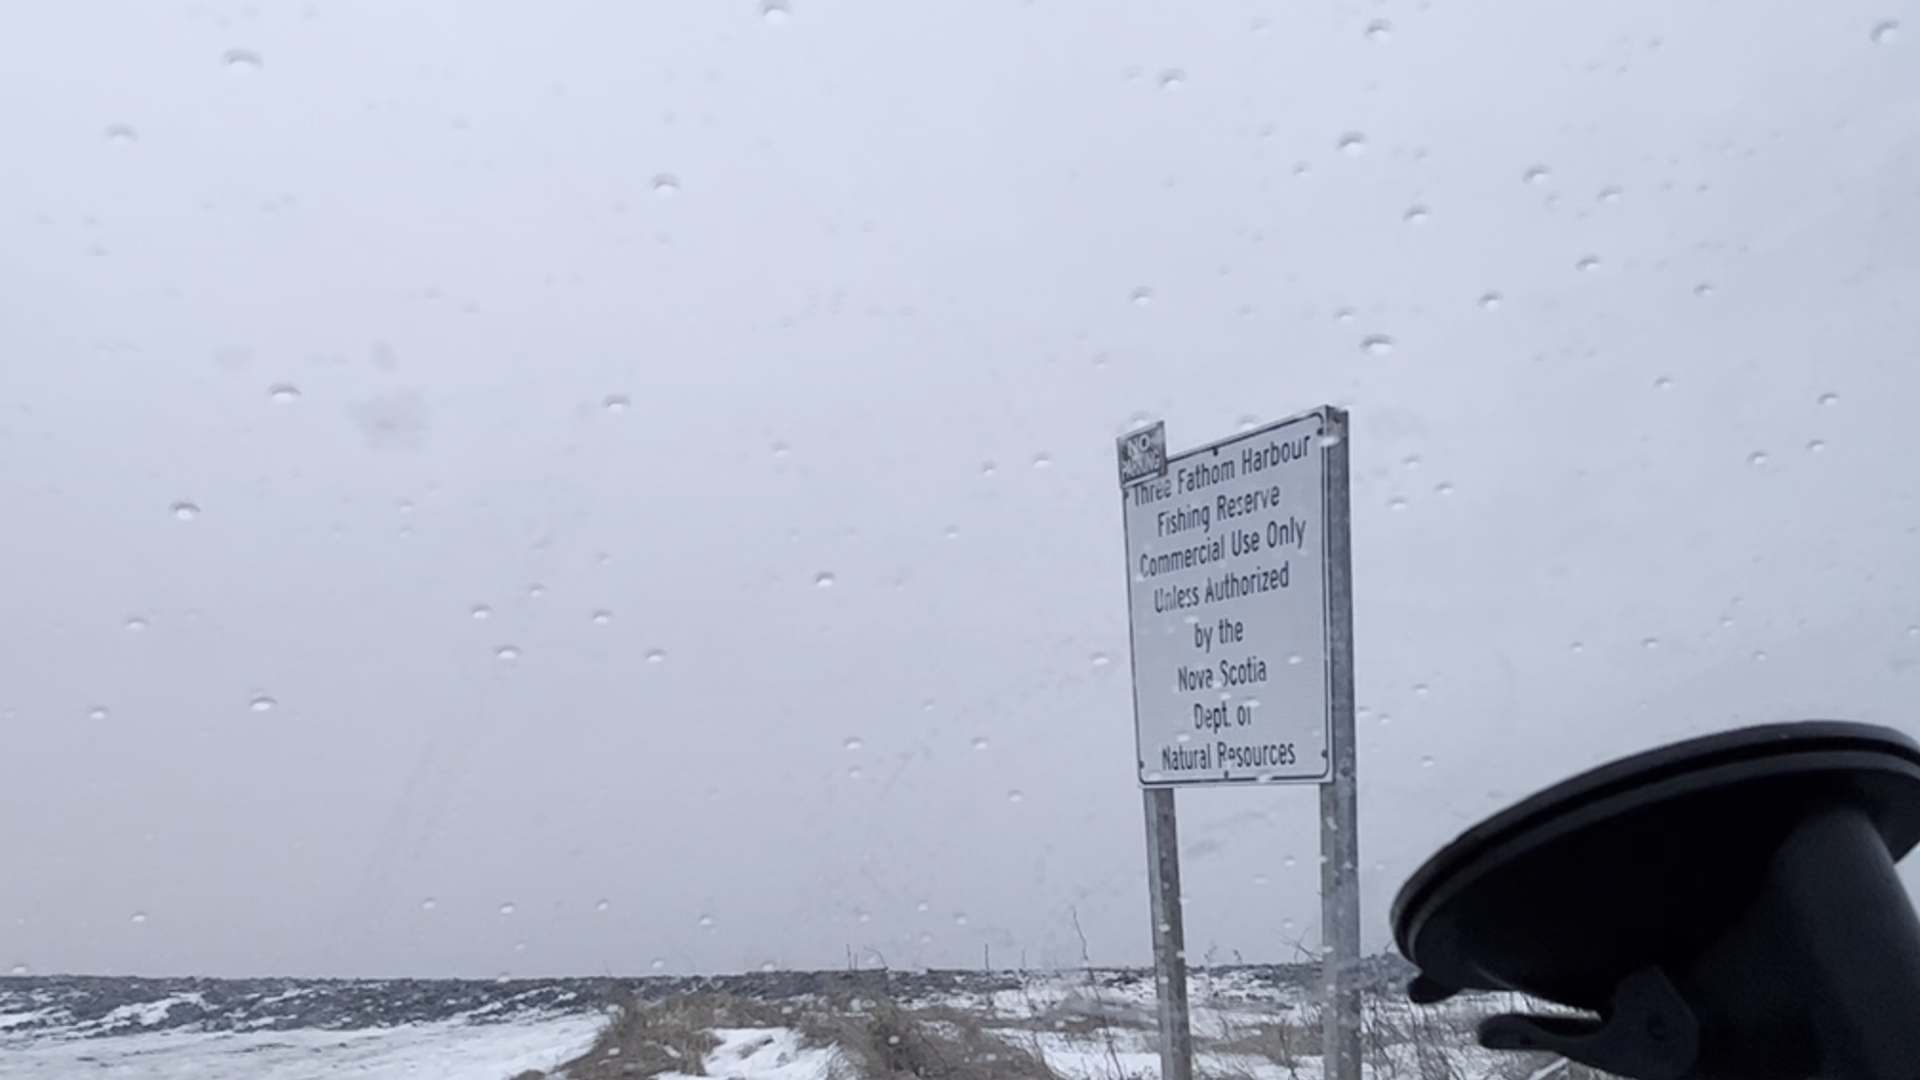 NO
PARKING
Three Fathom Harbour
Fishing Reserve
Commercial Use Only
Unless Authorized
by the
Nova Scotia
Dept. of
Natural Resources